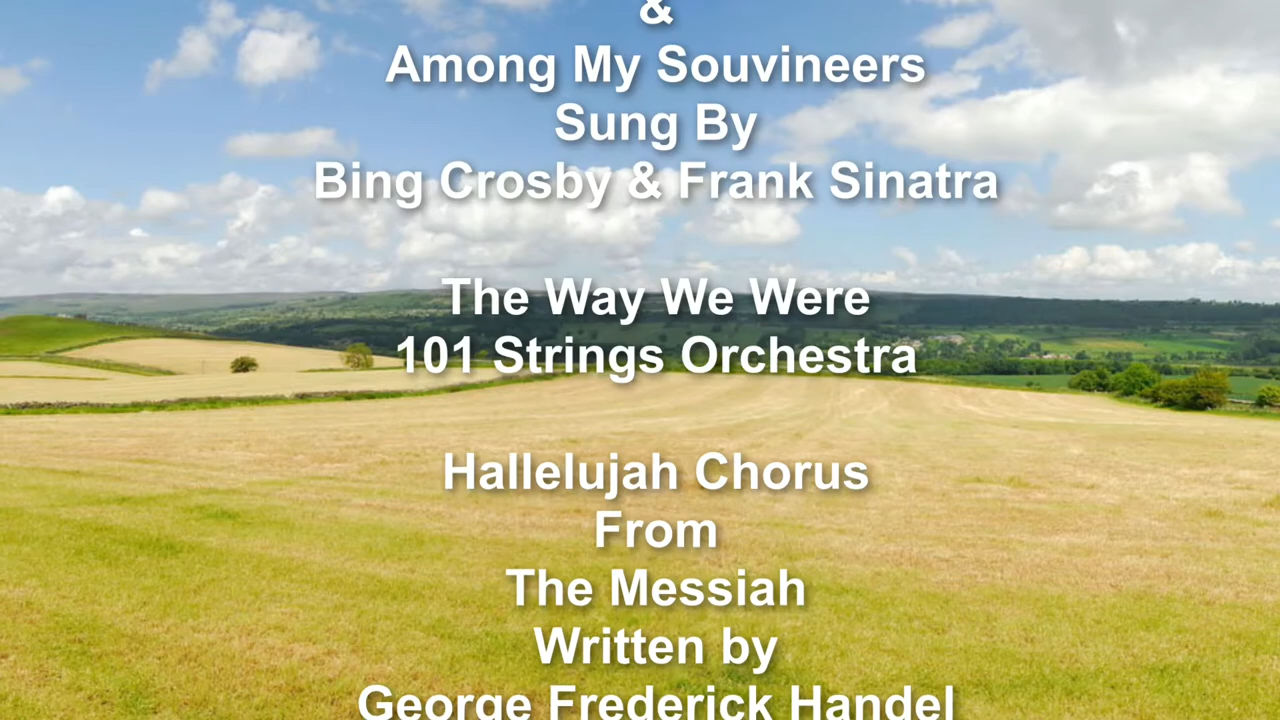 &
Among My Souvineers
Sung By
Bing Crosby & Frank Sinatra
The Way We Were
101 Strings Orchestra
Hallelujah Chorus
From
The Messiah
Written by
George Frederick Handel